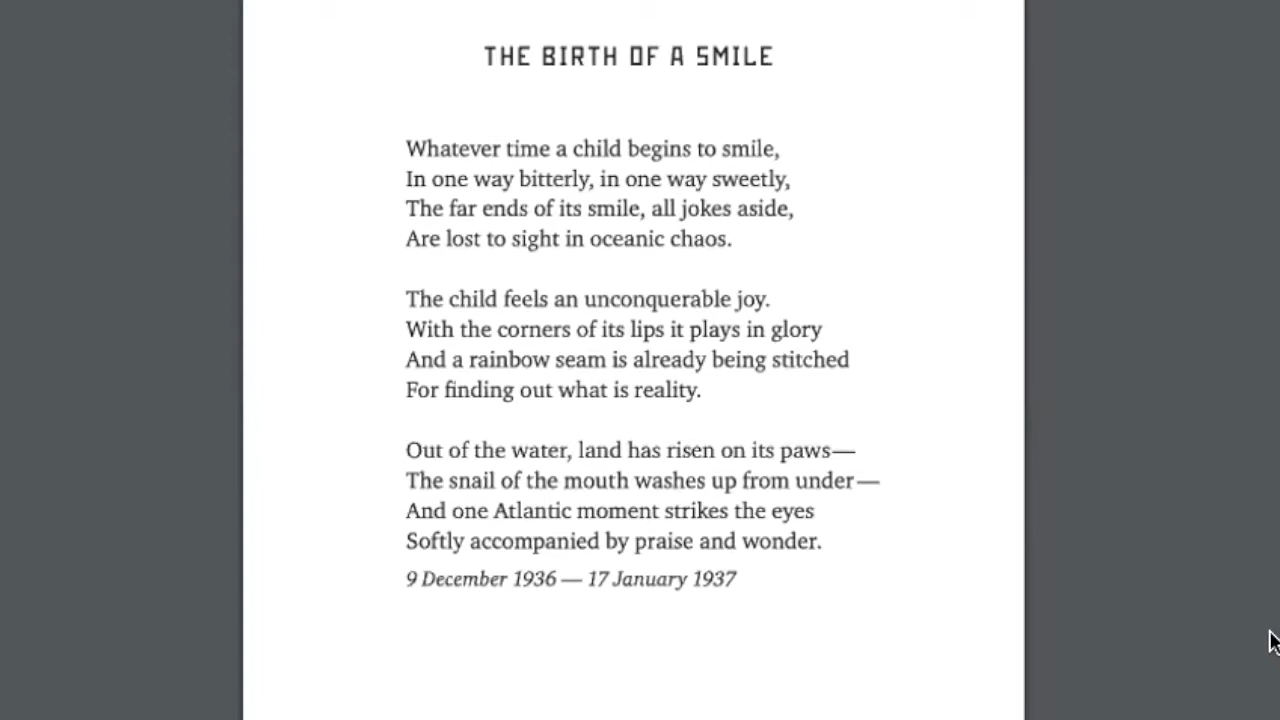 THE BIRTH OF A SMILE
Whatever time a child begins to smile,
In one way bitterly, in one way sweetly,
The far ends of its smile, all jokes aside,
Are lost to sight in oceanic chaos.
The child feels an unconquerable joy.
With the corners of its lips it plays in glory
And a rainbow seam is already being stitched
For finding out what is reality.
Out of the water, land has risen on its paws—
The snail of the mouth washes up from under—
And one Atlantic moment strikes the eyes
Softly accompanied by praise and wonder.
9 December 1936 — 17 January 1937